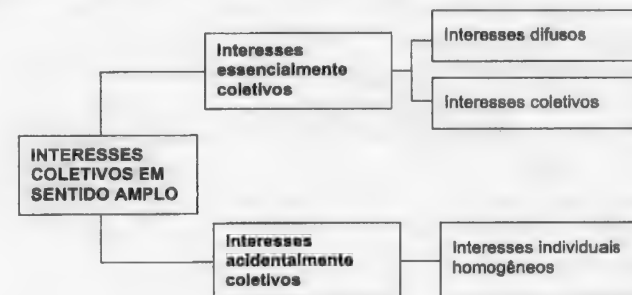 INTERESSES
COLETIVOS EM
SENTIDO AMPLO
Interesses
essencialmente
coletivos
Interesses difusos
Interesses coletivos
Interesses
acidentalmente
coletivos
Interesses individuais
homogêneos